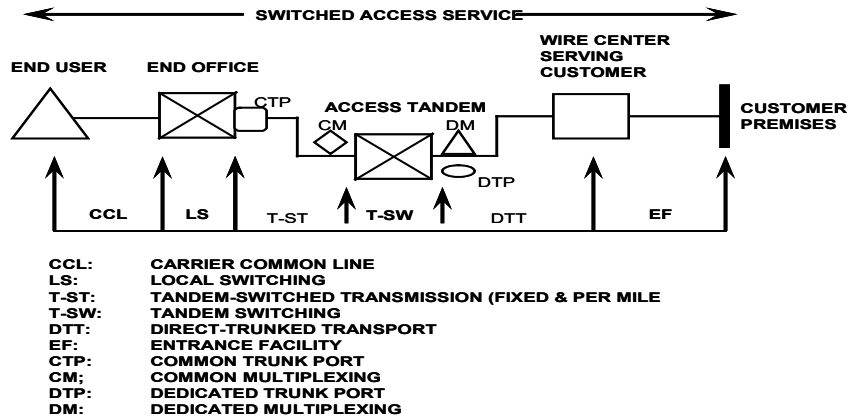 SWITCHED ACCESS SERVICE
WIRE CENTER
SERVING
CUSTOMER
END USER
END OFFICE
CTP
ACCESS TANDEM
CM
DM
CUSTOMER
PREMISES
DTP
CCL
LS
T-ST
T-SW
DTT
EF
CCL: CARRIER COMMON LINE
LS: LOCAL SWITCHING
T-ST: TANDEM-SWITCHED TRANSMISSION (FIXED & PER MILE
T-SW: TANDEM SWITCHING
DTT: DIRECT-TRUNKED TRANSPORT
EF: ENTRANCE FACILITY
CTP: COMMON TRUNK PORT
CM; COMMON MULTIPLEXING
DTP: DEDICATED TRUNK PORT
DM: DEDICATED MULTIPLEXING